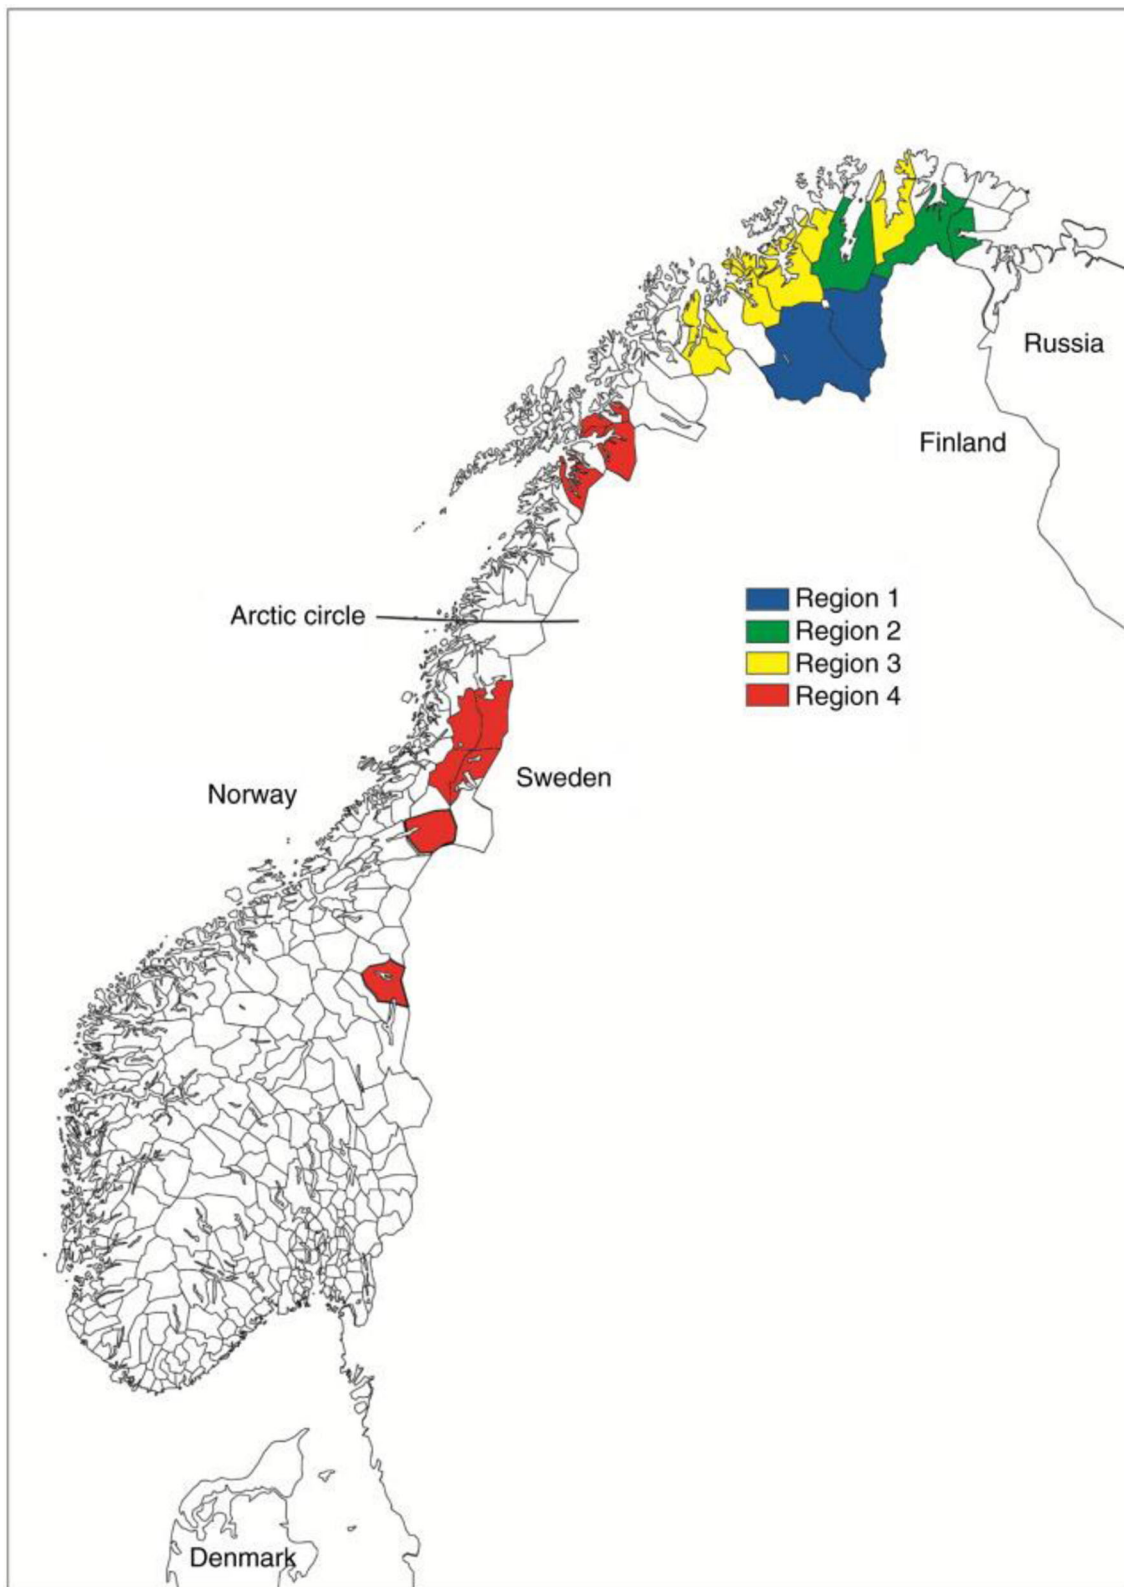 Russia
Finland
Region 1
Arctic circle
Region 2
Region 3
Region 4
Sweden
Norway
Denmark